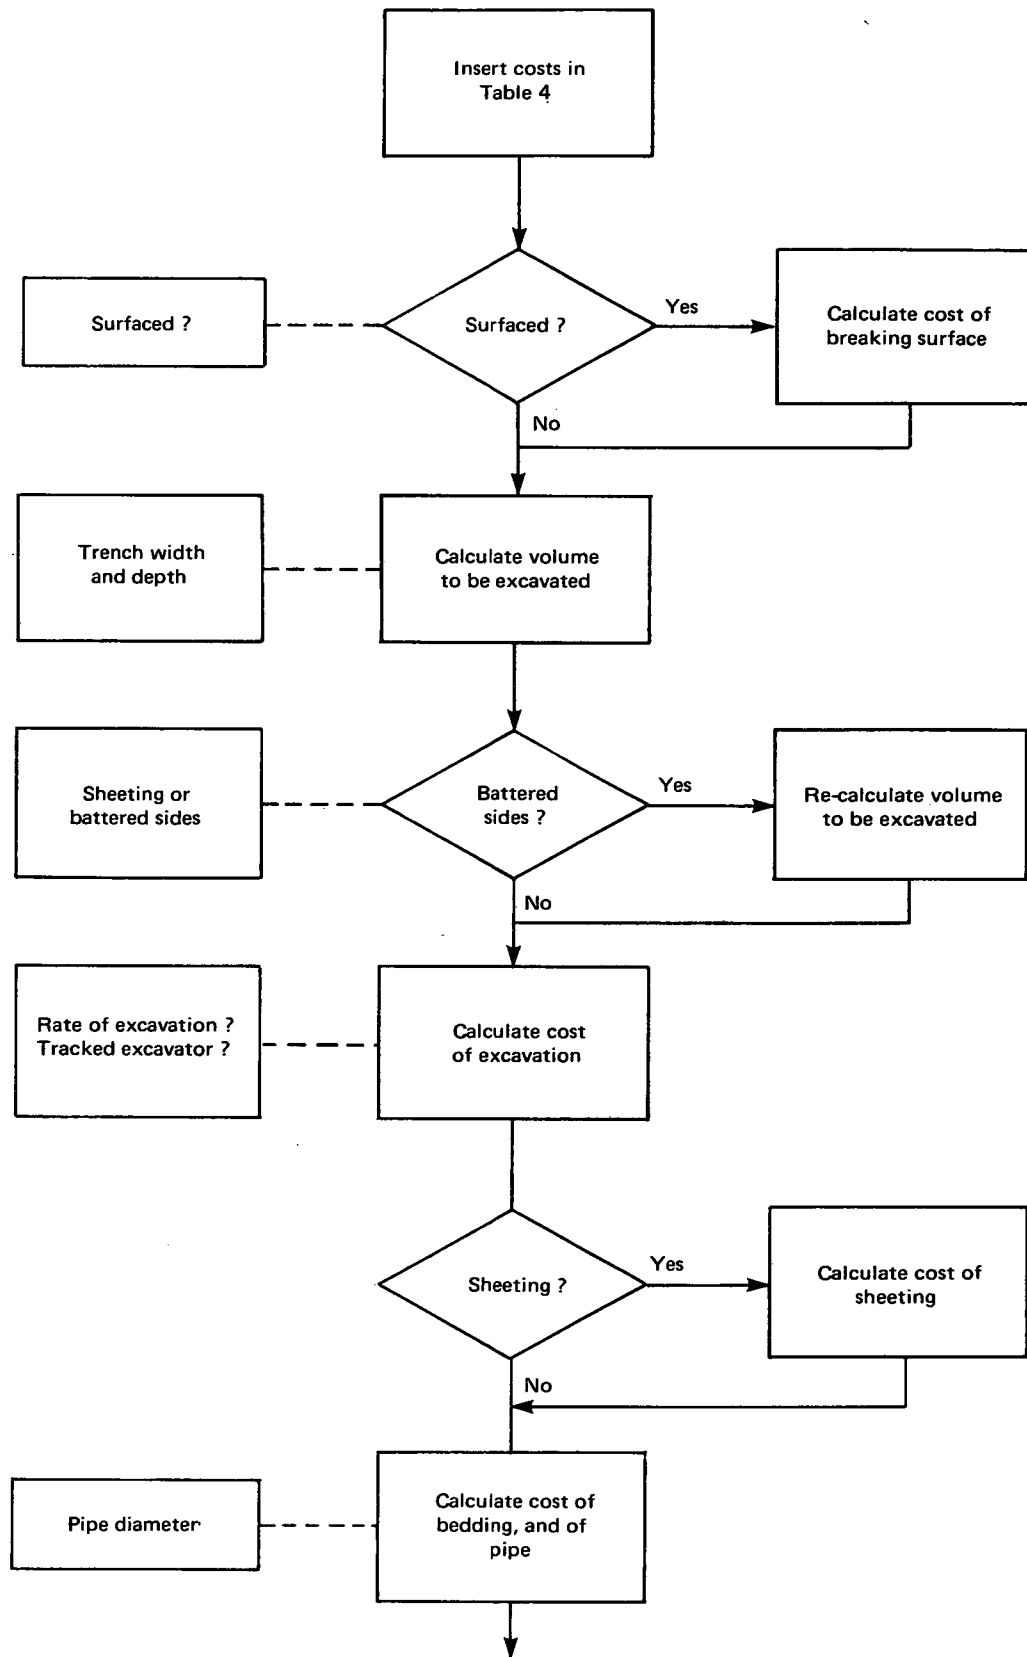 Insert costs in
Table 4
Surfaced ?
Surfaced ?
Yes
Calculate cost of
breaking surface
No
Trench width
and depth
Calculate volume
to be excavated
Sheeting or
battered sides
Battered
sides ?
Yes
Re-calculate volume
to be excavated
No
Rate of excavation ?
Tracked excavator ?
Calculate cost
of excavation
Sheeting ?
Yes
Calculate cost of
sheeting
No
Pipe diameter
Calculate cost of
bedding, and of
pipe